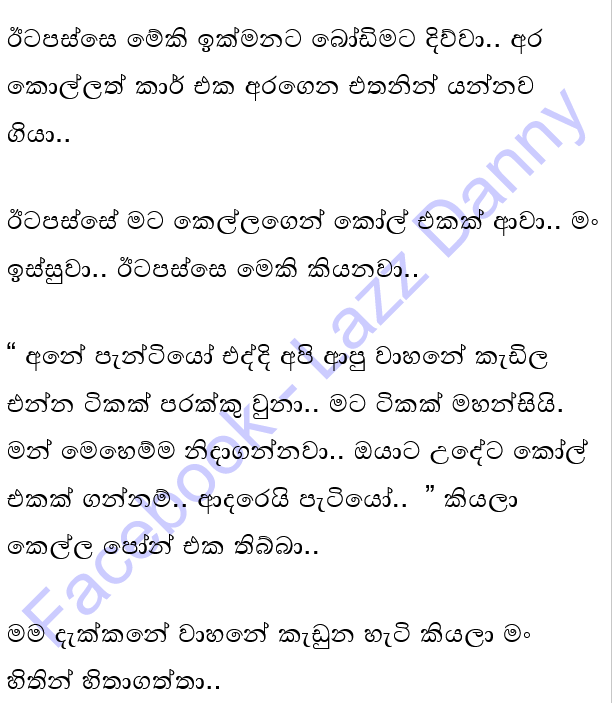 ඊටපස්සෙ මේකි ඉක්මනට බෝඩිමට දිව්වා.. අර
කොල්ලත් කාර් එක අරගෙන එතනින් යන්නව
ගියා..
ඊටපස්සේ මට කෙල්ලගෙන් කෝල් එකක් ආවා.. මං
ඉස්සුවා.. ඊටපස්සෙ මෙකි කියනවා..
“ අනේ පැන්ටියෝ එද්දි අපි ආපු වාහනේ කැඩිල
එන්න ටිකක් පරක්කු වුනා.. මට ටිකක් මහන්සියි.
මන් මෙහෙම්ම නිදාගන්නවා.. ඔයාට උදේට කෝල්
එකක් ගන්නම්.. ආදරෙයි පැටියෝ..  ” කියලා
කෙල්ල පෝන් එක තිබ්බා..
මම දැක්කනේ වාහනේ කැඩුන හැටි කියලා මං
හිතින් හිතාගත්තා..
Facebook - Lazz Danny